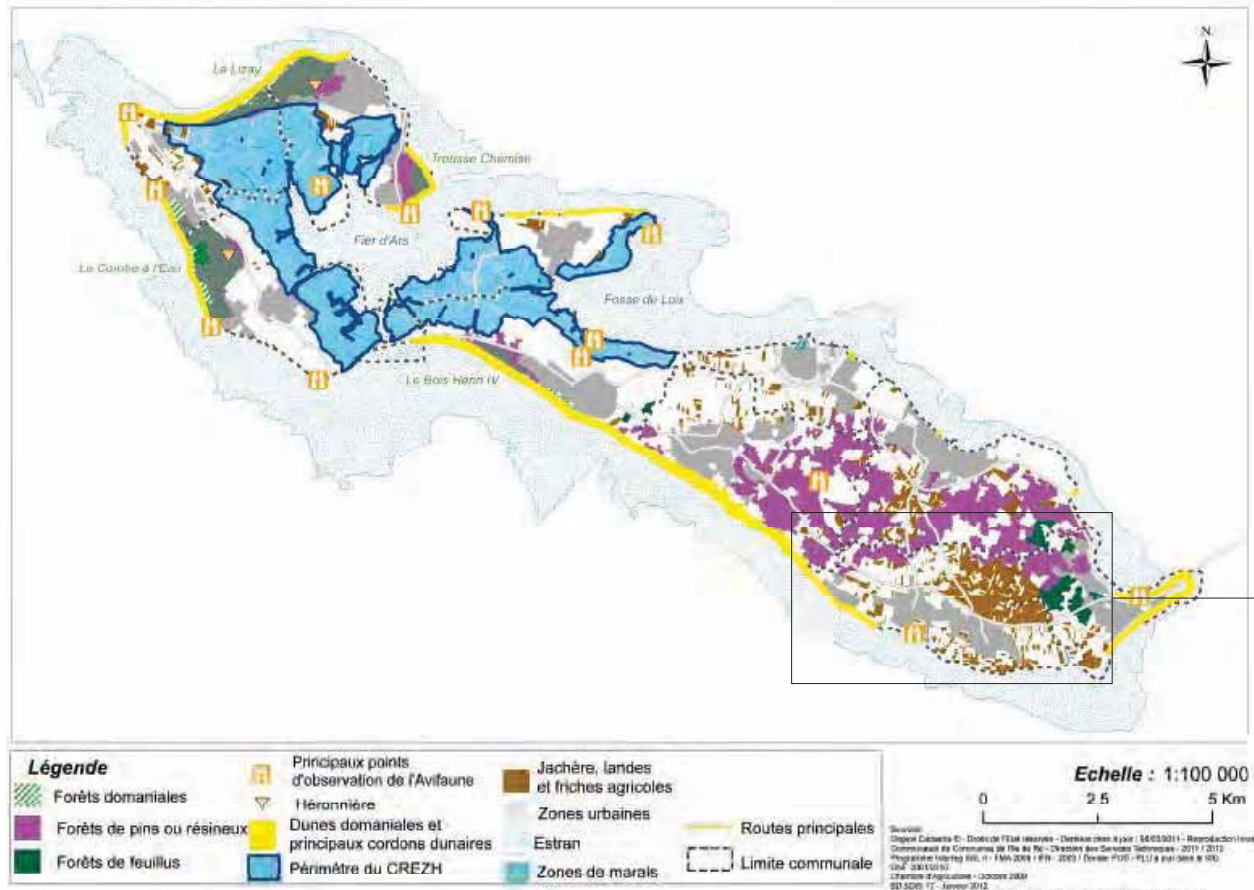 N
Le Lizay
Trousse Chemise
Fier d'Ars
La Combe à l'Eau
Fosse de Loix
Le Bois Henri IV
Légende
Forêts domaniales
Forêts de pins ou résineux
Forêts de feuillus
Principaux points
d'observation de l'Avifaune
Héronnière
Dunes domaniales et
principaux cordons dunaires
Périmètre du CREZH
Jachère, landes
et friches agricoles
Zones urbaines
Estran
Zones de marais
Routes principales
Limite communale
Echelle : 1:100 000
0 2.5 5 Km